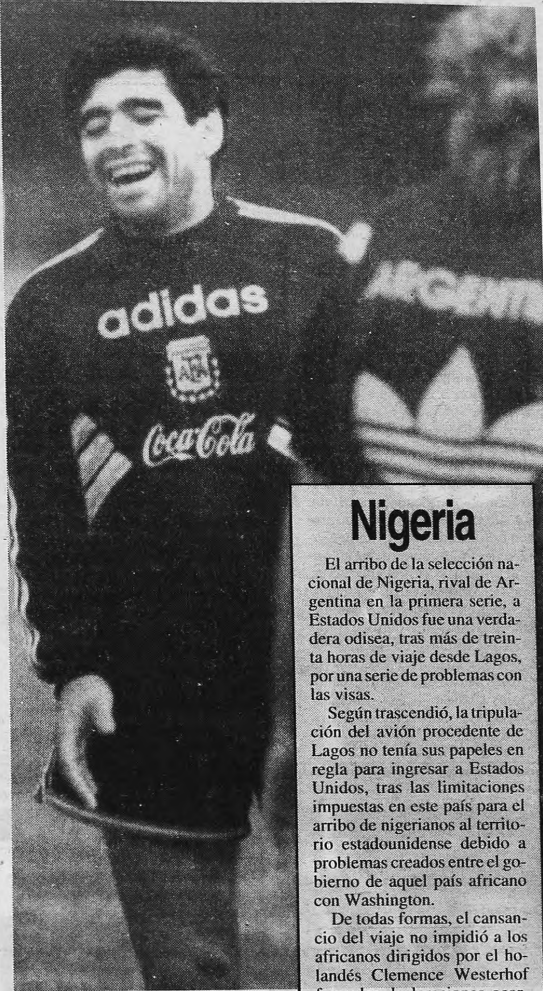 adidas
AFA
Coca-Cola
ARGENTI
Nigeria
El arribo de la selección na-
cional de Nigeria, rival de Ar-
gentina en la primera serie, a
Estados Unidos fue una verda-
dera odisea, tras más de trein-
ta horas de viaje desde Lagos,
por una serie de problemas con
las visas.
Según trascendió, la tripula-
ción del avión procedente de
Lagos no tenía sus papeles en
regla para ingresar a Estados
Unidos, tras las limitaciones
impuestas en este país para el
arribo de nigerianos al territo-
rio estadounidense debido a
problemas creados entre el go-
bierno de aquel país africano
con Washington.
De todas formas, el cansan-
cio del viaje no impidió a los
africanos dirigidos por el ho-
landés Clemence Westerhof